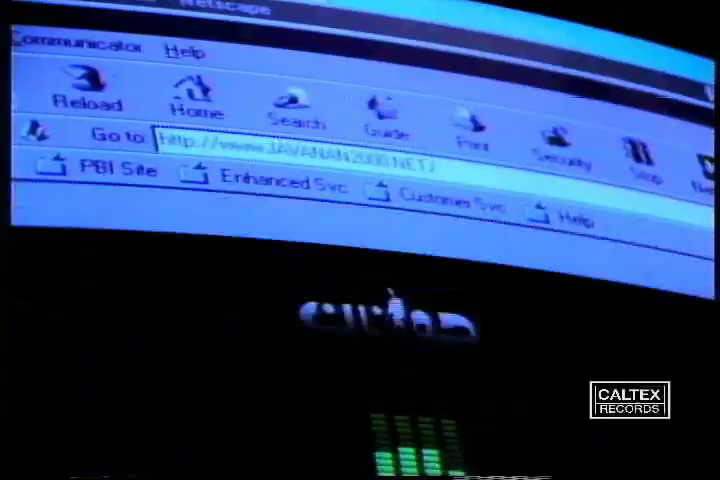 Netscape
Communicator Help
Reload Home Search Guide Print Security Stop
Go to: http://www.JAVANAN2000.NET/
PBI Site Enhanced Svc Customer Svc Help
CALTEX
RECORDS